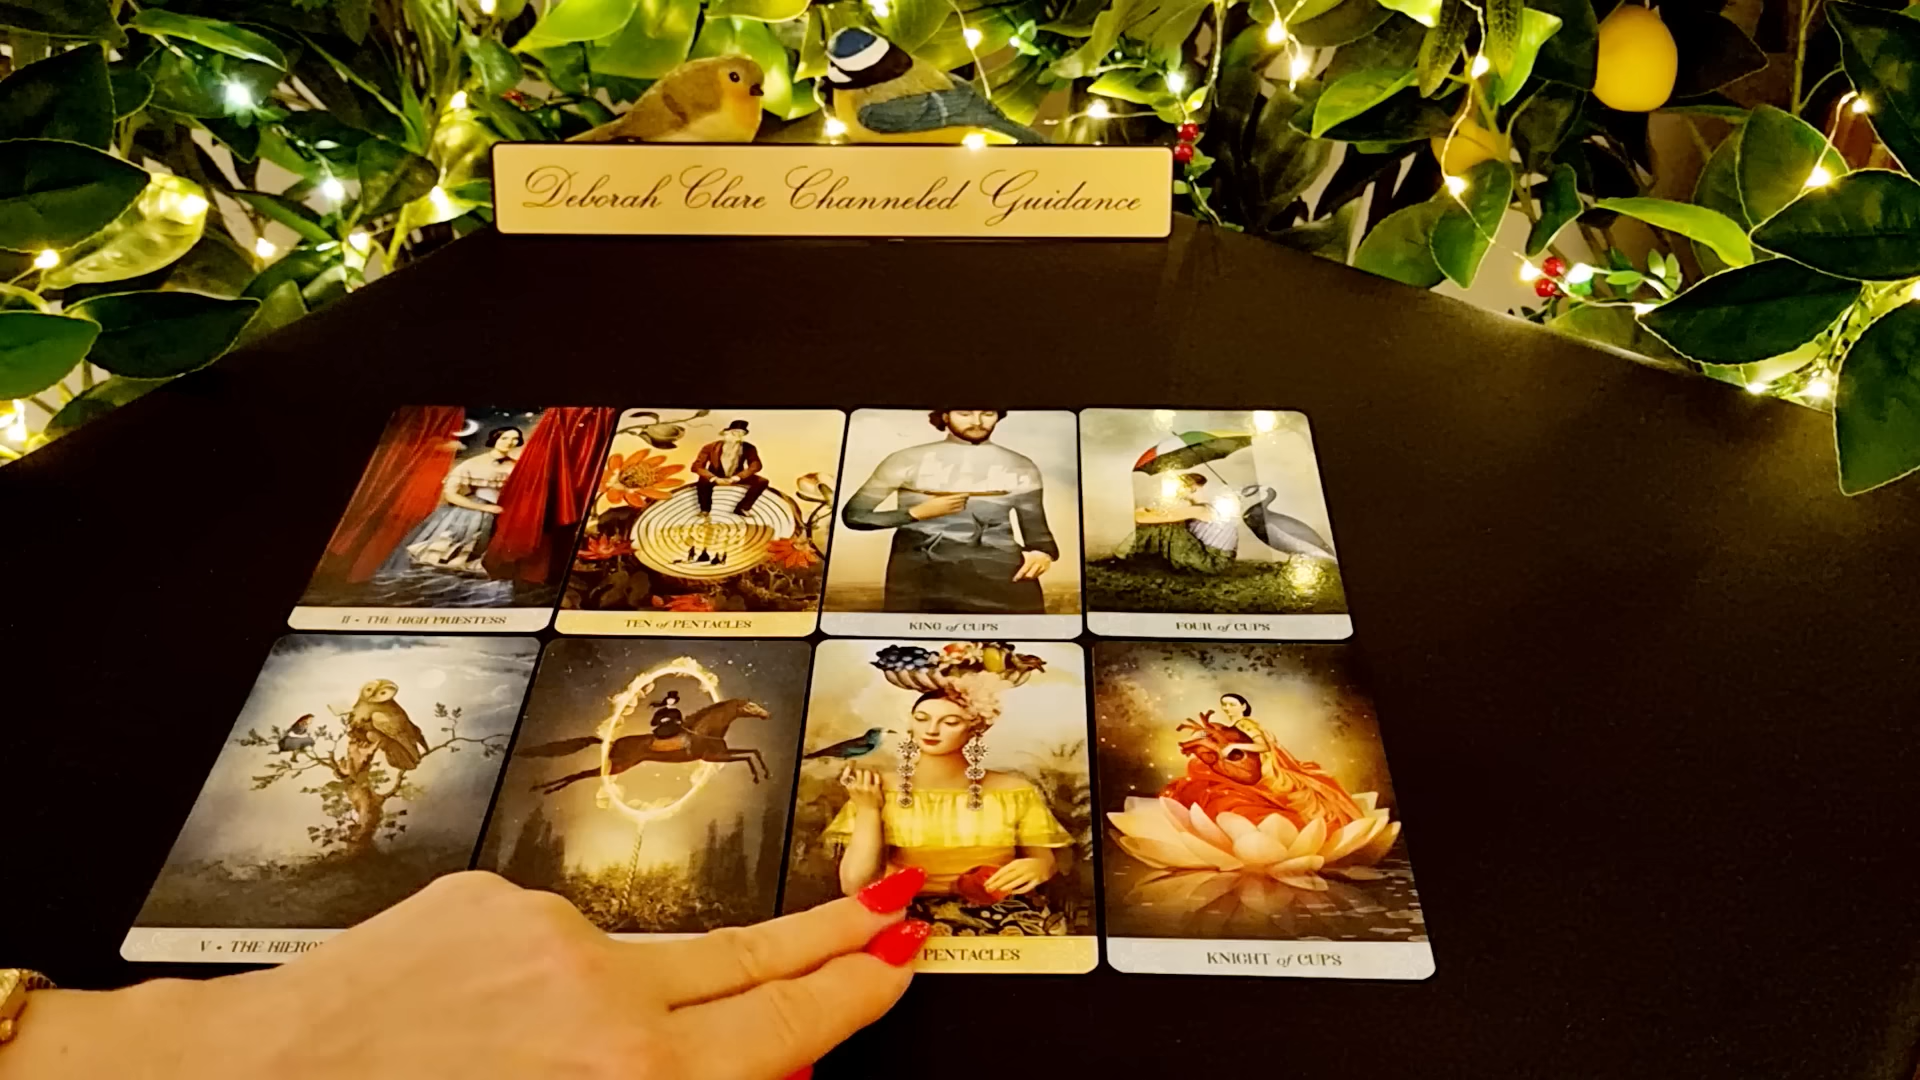 Deborah Clare Channeled Guidance
II • THE HIGH PRIESTESS
TEN of PENTACLES
KING of CUPS
FOUR of CUPS
V • THE
PENTACLES
KNIGHT of CUPS